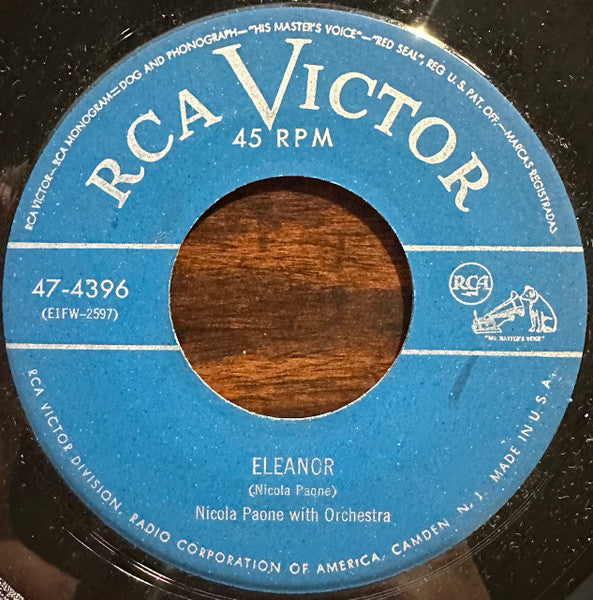 RCA VICTOR—RCA MONOGRAM—DOG AND PHONOGRAPH—"HIS MASTER'S VOICE"—"RED SEAL", REG. U.S. PAT. OFF.—MARCAS REGISTRADAS
RCA VICTOR
45 RPM
47-4396
(E1FW-2597)
RCA
"HIS MASTER'S VOICE"
ELEANOR
(Nicola Paone)
Nicola Paone with Orchestra
RCA VICTOR DIVISION, RADIO CORPORATION OF AMERICA, CAMDEN, N. J. MADE IN U.S.A.